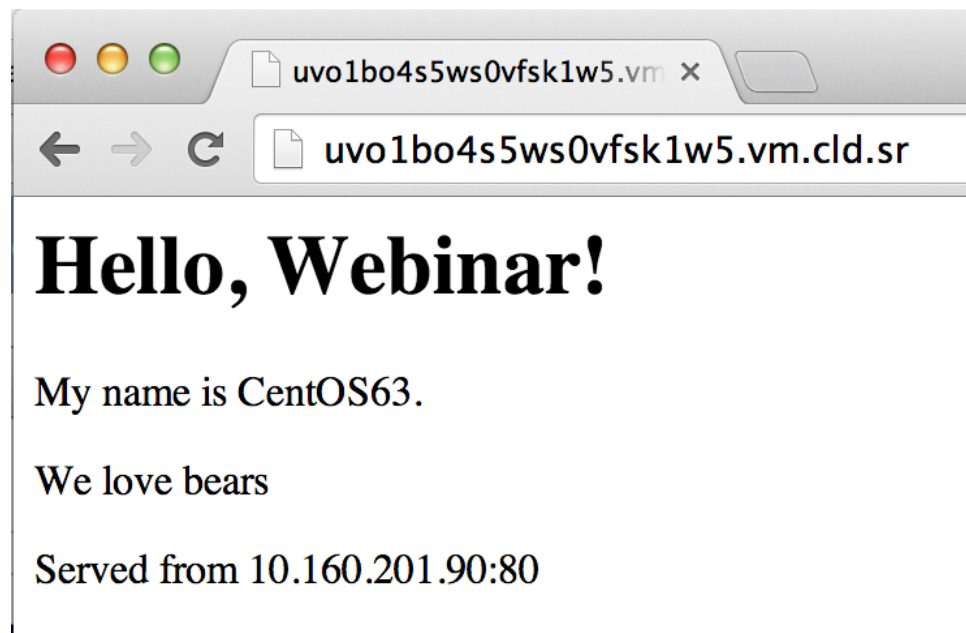 uvo1bo4s5ws0vfsk1w5.vm
uvo1bo4s5ws0vfsk1w5.vm.cld.sr
Hello, Webinar!
My name is CentOS63.
We love bears
Served from 10.160.201.90:80